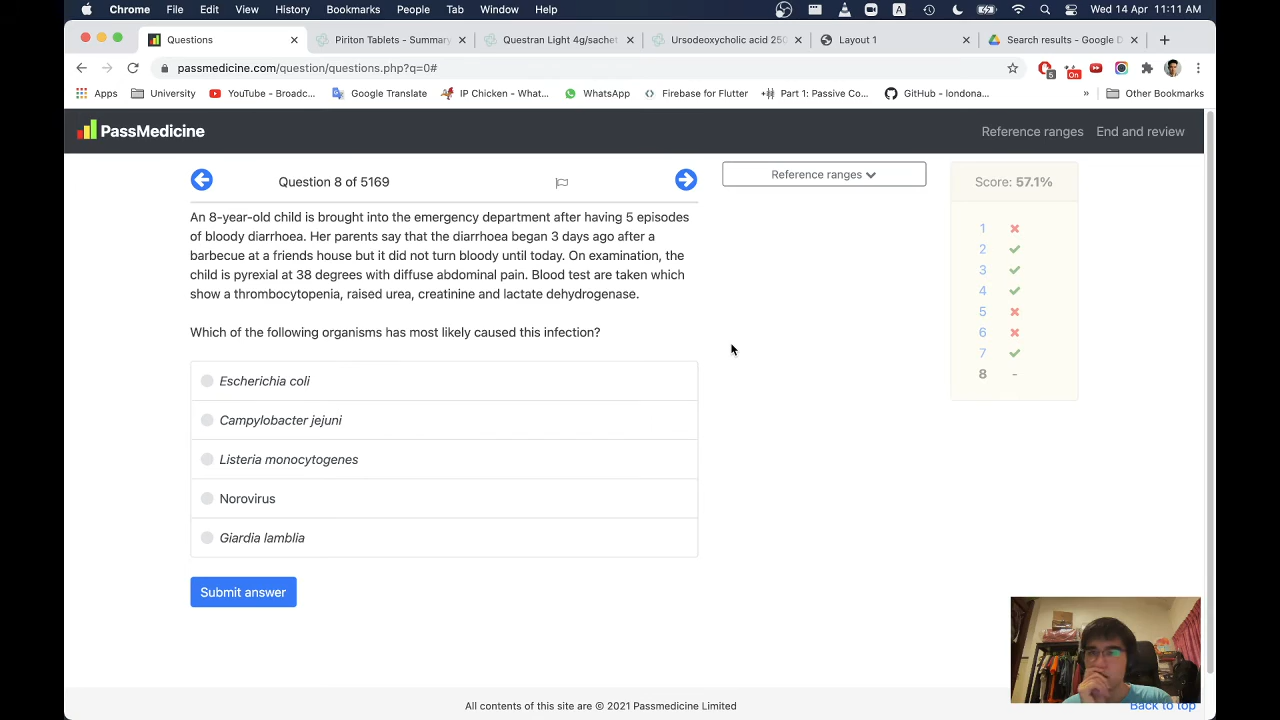 Chrome File Edit View History Bookmarks People Tab Window Help A Wed 14 Apr 11:11 AM
Questions Piriton Tablets - Summary Questran Light 4g/sachet Ursodeoxycholic acid 250 Layout 1 Search results - Google D
passmedicine.com/question/questions.php?q=0# 5 On
Apps University YouTube - Broadc... Google Translate IP Chicken - What... WhatsApp Firebase for Flutter Part 1: Passive Co... GitHub - londona... » Other Bookmarks
PassMedicine Reference ranges End and review
Question 8 of 5169
Reference ranges
Score: 57.1%
An 8-year-old child is brought into the emergency department after having 5 episodes
of bloody diarrhoea. Her parents say that the diarrhoea began 3 days ago after a
barbecue at a friends house but it did not turn bloody until today. On examination, the
child is pyrexial at 38 degrees with diffuse abdominal pain. Blood test are taken which
show a thrombocytopenia, raised urea, creatinine and lactate dehydrogenase.
Which of the following organisms has most likely caused this infection?
Escherichia coli
Campylobacter jejuni
Listeria monocytogenes
Norovirus
Giardia lamblia
Submit answer
1
2
3
4
5
6
7
8 -
All contents of this site are © 2021 Passmedicine Limited
Back to top